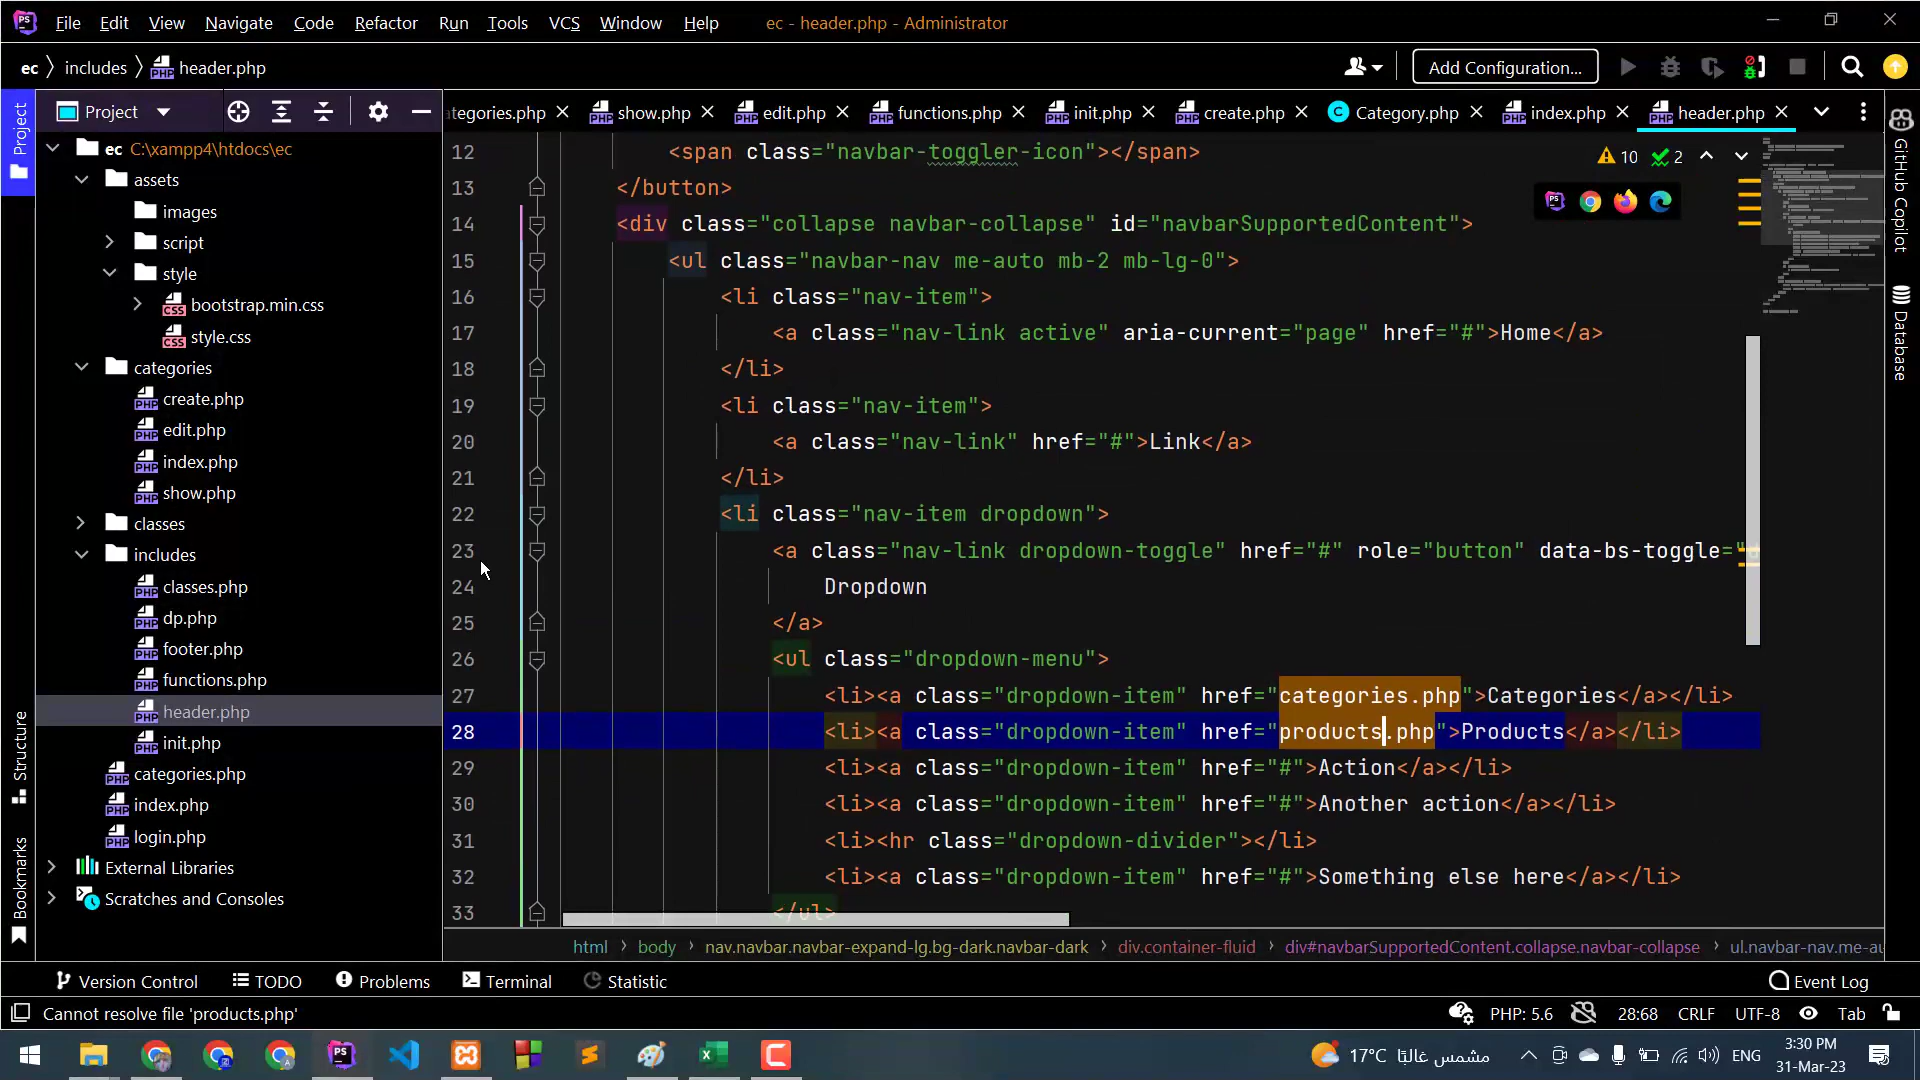 PS File Edit View Navigate Code Refactor Run Tools VCS Window Help ec - header.php - Administrator
ec includes header.php Add Configuration...
Project
Project
ategories.php show.php edit.php functions.php init.php create.php Category.php index.php header.php
GitHub Copilot
Database
Structure
Bookmarks
ec C:\xampp4\htdocs\ec
assets
images
script
style
bootstrap.min.css
style.css
categories
create.php
edit.php
index.php
show.php
classes
includes
classes.php
dp.php
footer.php
functions.php
header.php
init.php
categories.php
index.php
login.php
External Libraries
Scratches and Consoles
10 2
12 <span class="navbar-toggler-icon"></span>
13 </button>
14 <div class="collapse navbar-collapse" id="navbarSupportedContent">
15 <ul class="navbar-nav me-auto mb-2 mb-lg-0">
16 <li class="nav-item">
17 <a class="nav-link active" aria-current="page" href="#">Home</a>
18 </li>
19 <li class="nav-item">
20 <a class="nav-link" href="#">Link</a>
21 </li>
22 <li class="nav-item dropdown">
23 <a class="nav-link dropdown-toggle" href="#" role="button" data-bs-toggle="
24 Dropdown
25 </a>
26 <ul class="dropdown-menu">
27 <li><a class="dropdown-item" href="categories.php">Categories</a></li>
28 <li><a class="dropdown-item" href="products.php">Products</a></li>
29 <li><a class="dropdown-item" href="#">Action</a></li>
30 <li><a class="dropdown-item" href="#">Another action</a></li>
31 <li><hr class="dropdown-divider"></li>
32 <li><a class="dropdown-item" href="#">Something else here</a></li>
33 </ul>
html body nav.navbar.navbar-expand-lg.bg-dark.navbar-dark div.container-fluid div#navbarSupportedContent.collapse.navbar-collapse ul.navbar-nav.me-au
Version Control TODO Problems Terminal Statistic Event Log
Cannot resolve file 'products.php' PHP: 5.6 28:68 CRLF UTF-8 Tab
17°C مشمس غالبًا ENG 3:30 PM
31-Mar-23